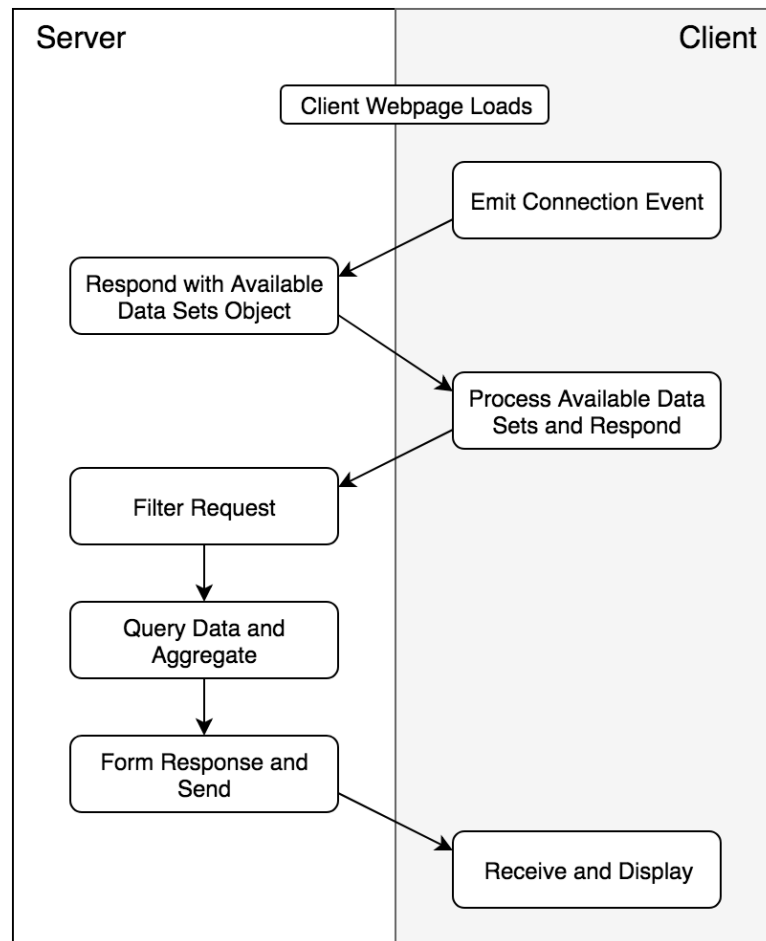 Server
Client
Client Webpage Loads
Emit Connection Event
Respond with Available
Data Sets Object
Process Available Data
Sets and Respond
Filter Request
Query Data and
Aggregate
Form Response and
Send
Receive and Display